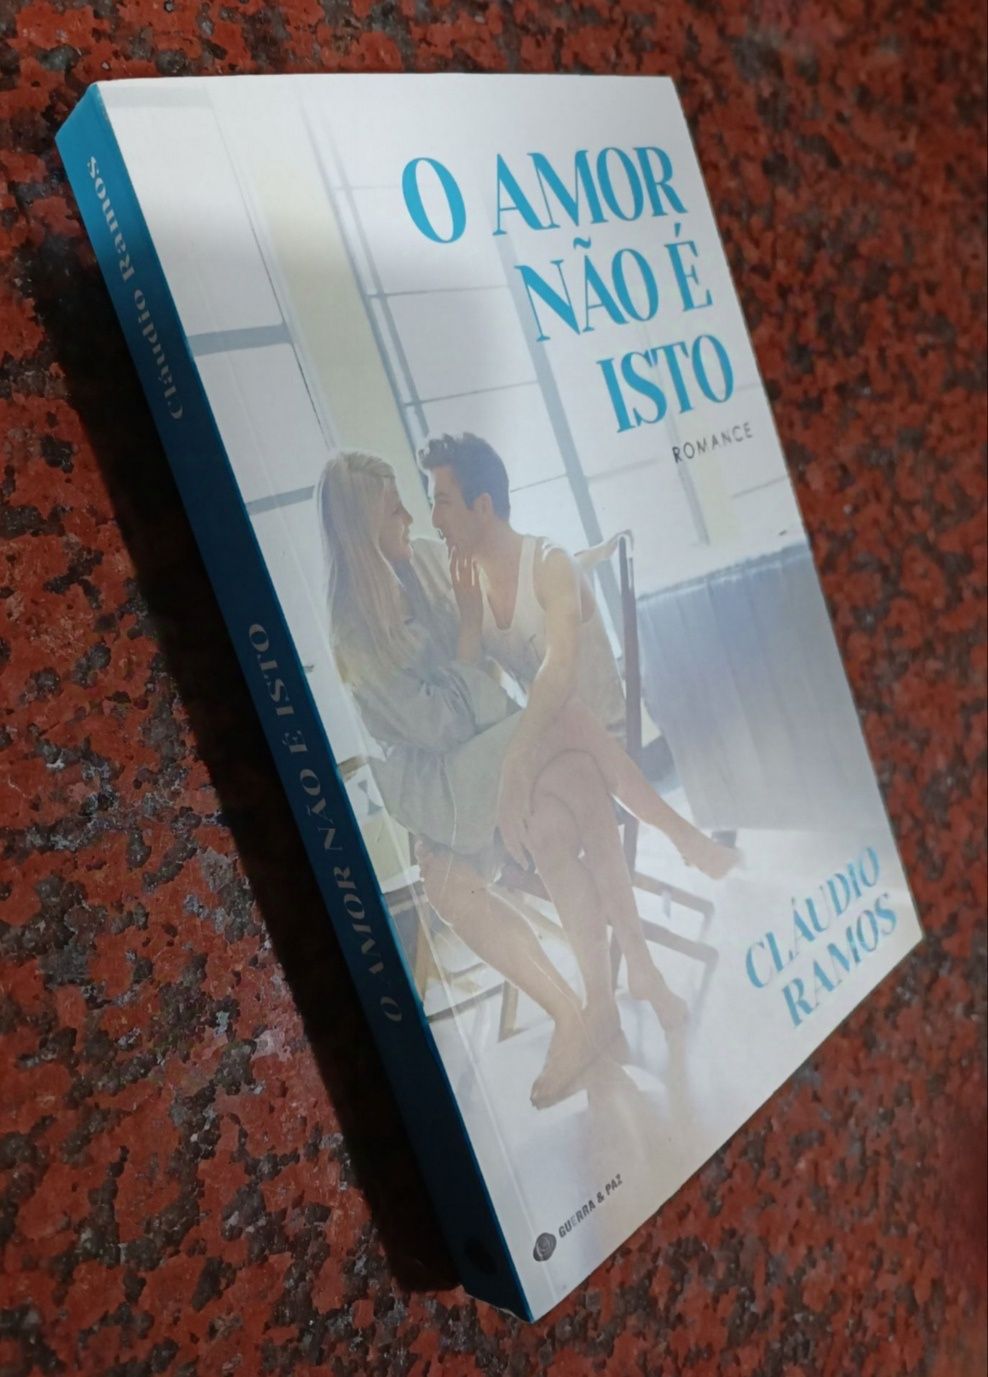 O AMOR
NÃO É
ISTO
ROMANCE
CLÁUDIO
RAMOS
GUERRA & PAZ
Cláudio Ramos
O AMOR NÃO É ISTO